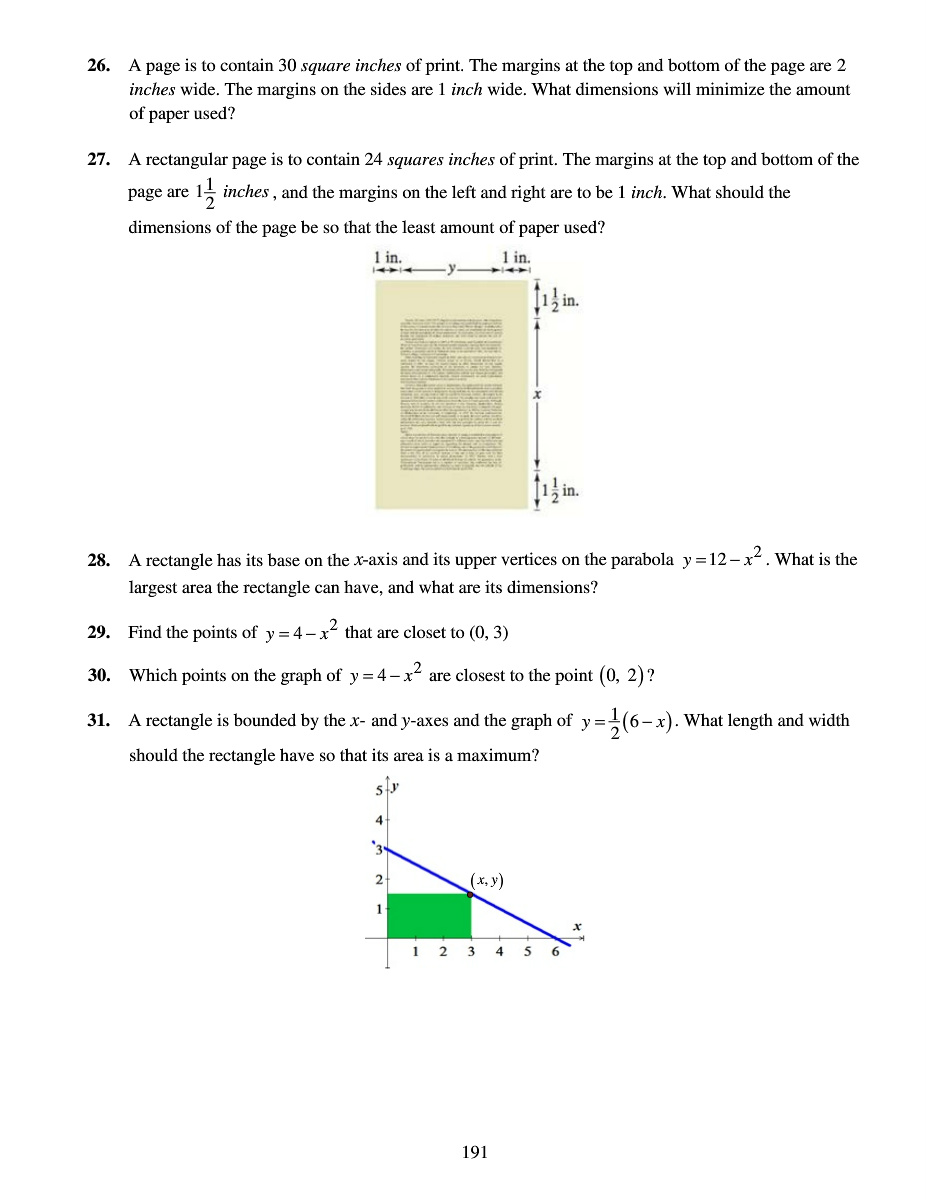 26. A page is to contain 30 square inches of print. The margins at the top and bottom of the page are 2
inches wide. The margins on the sides are 1 inch wide. What dimensions will minimize the amount
of paper used?
27. A rectangular page is to contain 24 squares inches of print. The margins at the top and bottom of the
page are 1 1/2 inches, and the margins on the left and right are to be 1 inch. What should the
dimensions of the page be so that the least amount of paper used?
1 in. y 1 in.
1 1/2 in.
x
1 1/2 in.
28. A rectangle has its base on the x-axis and its upper vertices on the parabola y = 12 − x². What is the
largest area the rectangle can have, and what are its dimensions?
29. Find the points of y = 4 − x² that are closet to (0, 3)
30. Which points on the graph of y = 4 − x² are closest to the point (0, 2)?
31. A rectangle is bounded by the x- and y-axes and the graph of y = 1/2 (6 − x). What length and width
should the rectangle have so that its area is a maximum?
5 y
4
3
2 (x, y)
1
x
1 2 3 4 5 6
191